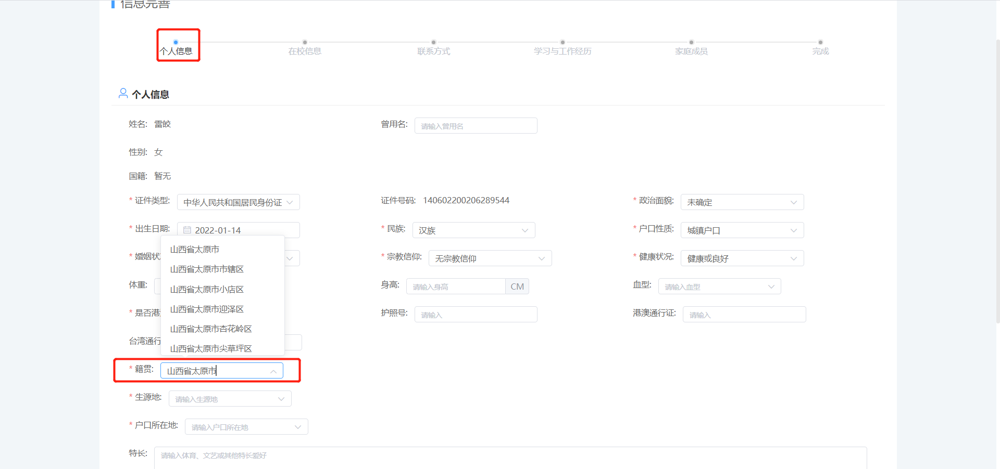 信息完善
个人信息
在校信息
联系方式
学习与工作经历
家庭成员
完成
个人信息
姓名: 雷皎
曾用名: 请输入曾用名
性别: 女
国籍: 暂无
* 证件类型: 中华人民共和国居民身份证
证件号码: 140602200206289544
* 政治面貌: 未确定
* 出生日期: 2022-01-14
* 民族: 汉族
* 户口性质: 城镇户口
* 婚姻状
* 宗教信仰: 无宗教信仰
* 健康状况: 健康或良好
体重:
身高: 请输入身高 CM
血型: 请输入血型
* 是否港
护照号: 请输入
港澳通行证: 请输入
台湾通行
山西省太原市
山西省太原市市辖区
山西省太原市小店区
山西省太原市迎泽区
山西省太原市杏花岭区
山西省太原市尖草坪区
* 籍贯: 山西省太原市
* 生源地: 请输入生源地
* 户口所在地: 请输入户口所在地
特长: 请输入体育、文艺或其他特长爱好